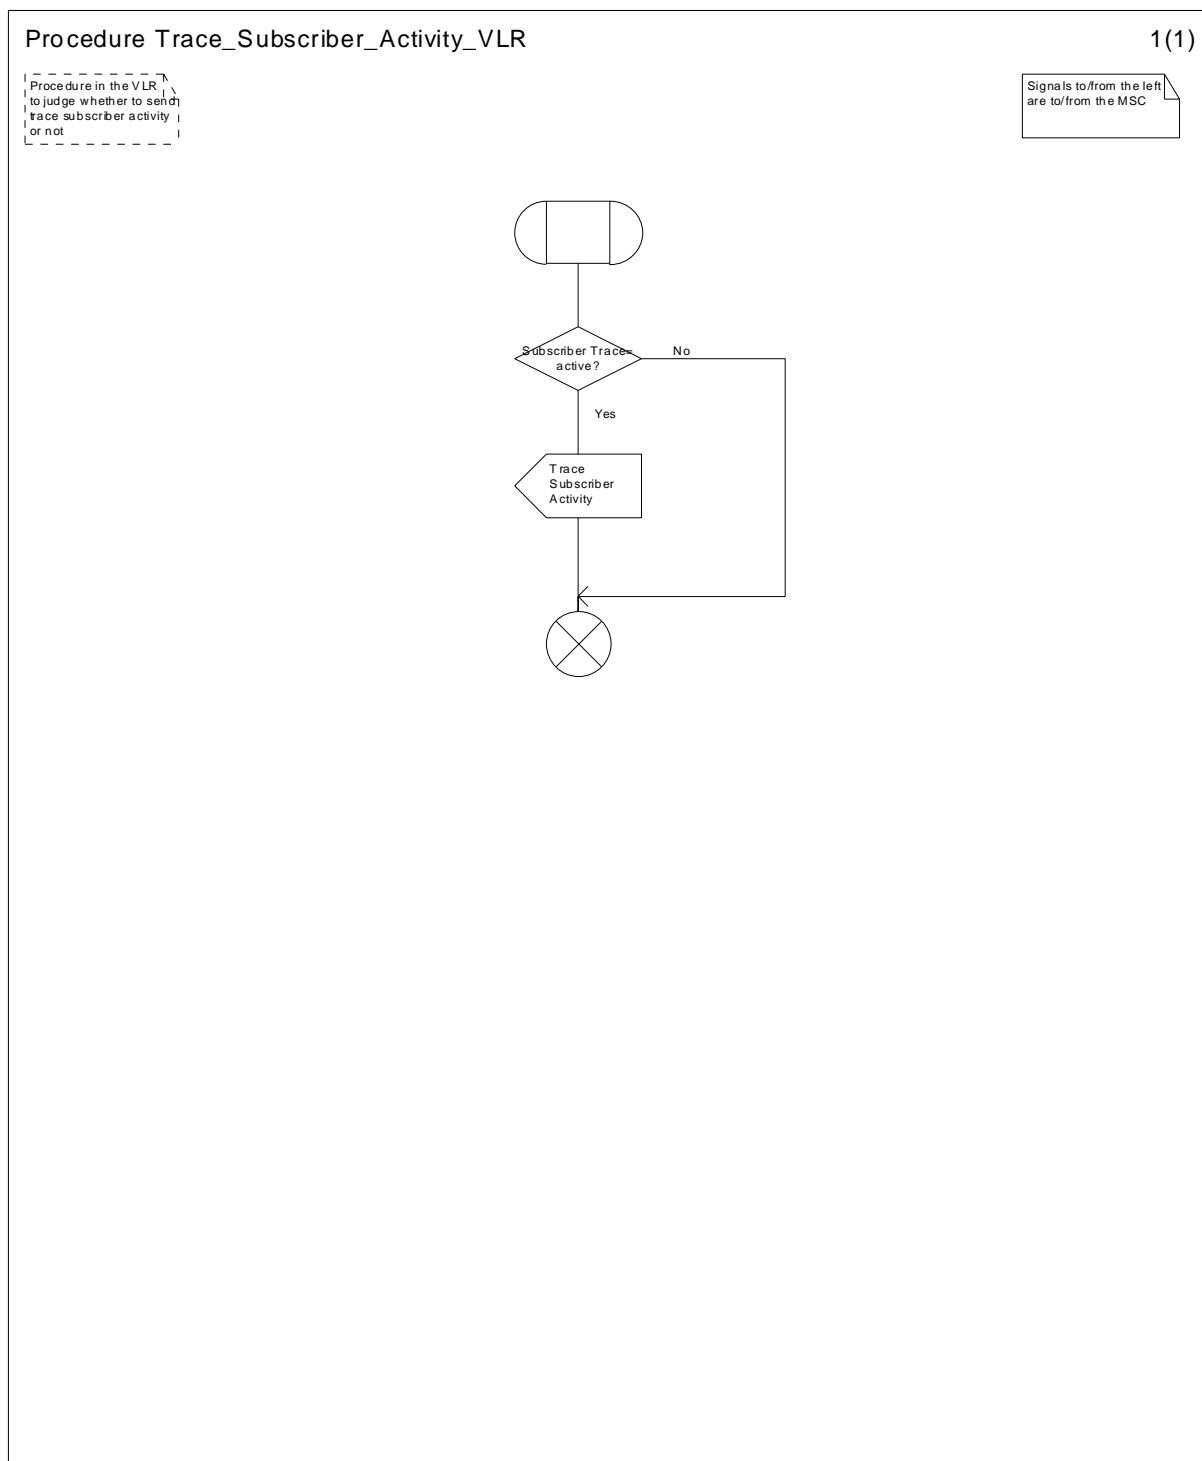 Procedure Trace_Subscriber_Activity_VLR
1(1)
Procedure in the VLR
to judge whether to send
trace subscriber activity
or not
Signals to/from the left
are to/from the MSC
Subscriber Trace=
active?
No
Yes
Trace
Subscriber
Activity